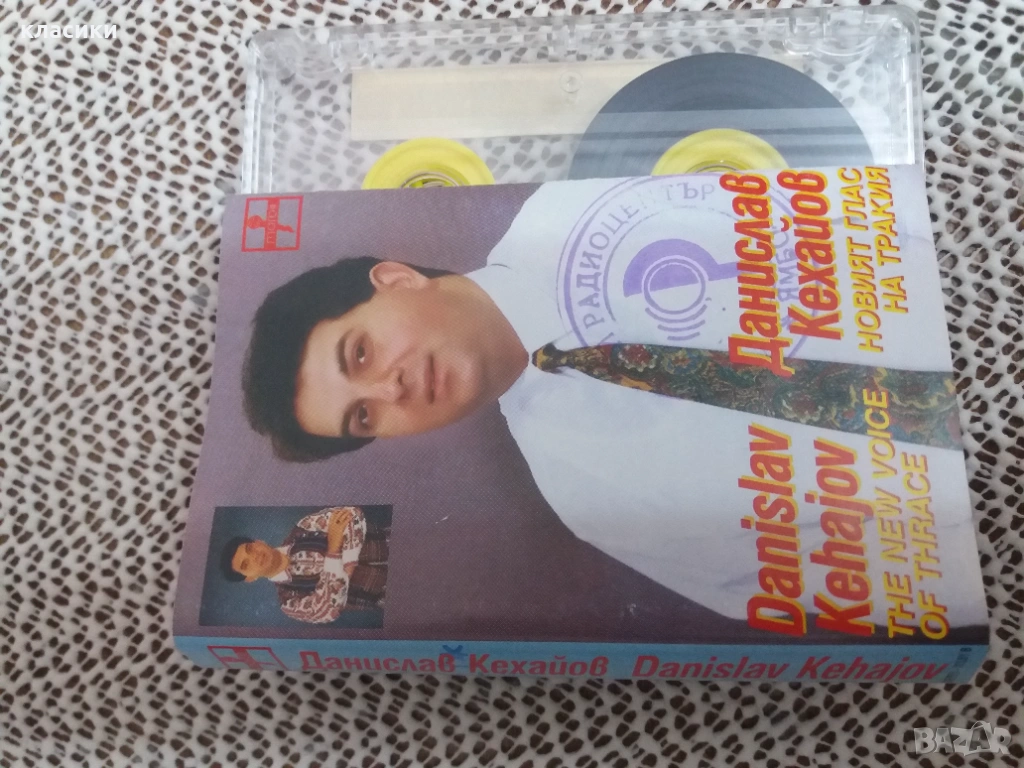 класики
РАДИОЦЕНТЪР
ЯМБОЛ
Данислав
Кехайов
НОВИЯТ ГЛАС
НА ТРАКИЯ
Danislav
Kehajov
THE NEW VOICE
OF THRACE
Данислав Кехайов Danislav Kehajov
BAZAR